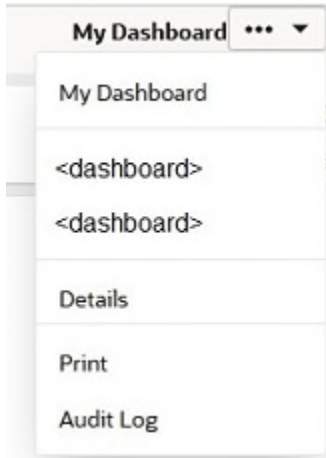 My Dashboard ••• ▼
My Dashboard
<dashboard>
<dashboard>
Details
Print
Audit Log